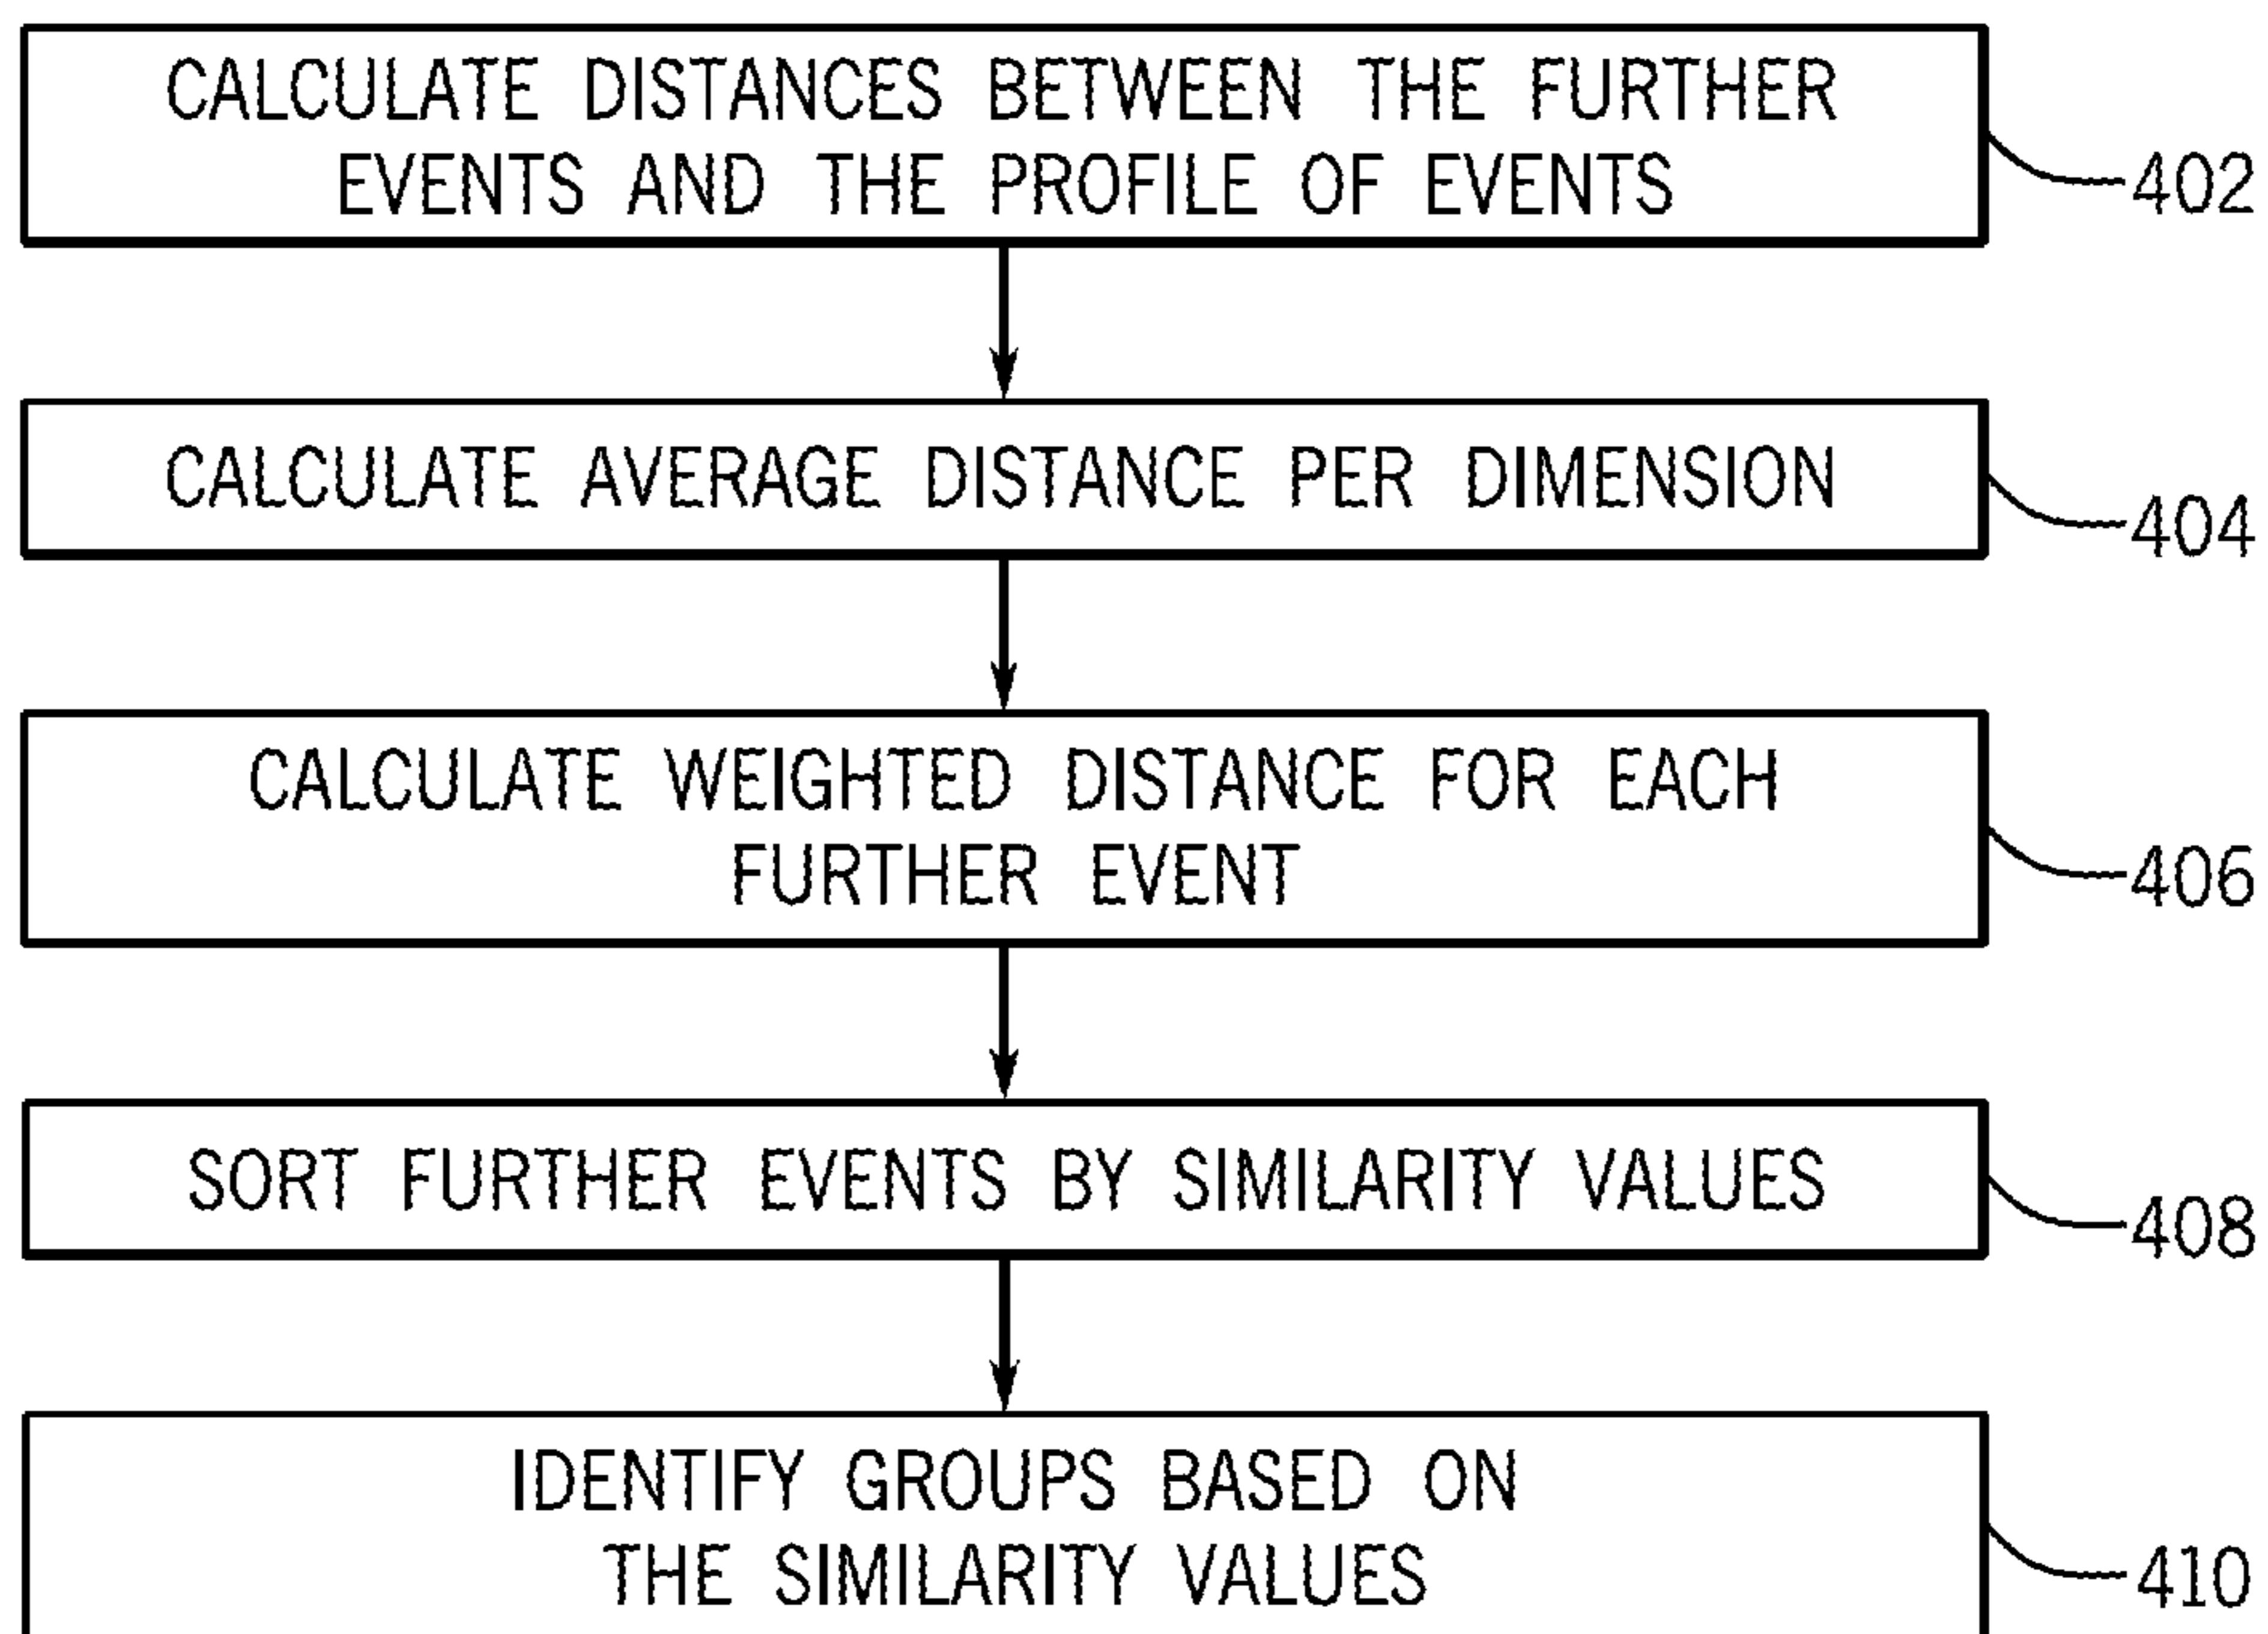 CALCULATE DISTANCES BETWEEN THE FURTHER
EVENTS AND THE PROFILE OF EVENTS
402
CALCULATE AVERAGE DISTANCE PER DIMENSION
404
CALCULATE WEIGHTED DISTANCE FOR EACH
FURTHER EVENT
406
SORT FURTHER EVENTS BY SIMILARITY VALUES
408
IDENTIFY GROUPS BASED ON
THE SIMILARITY VALUES
410